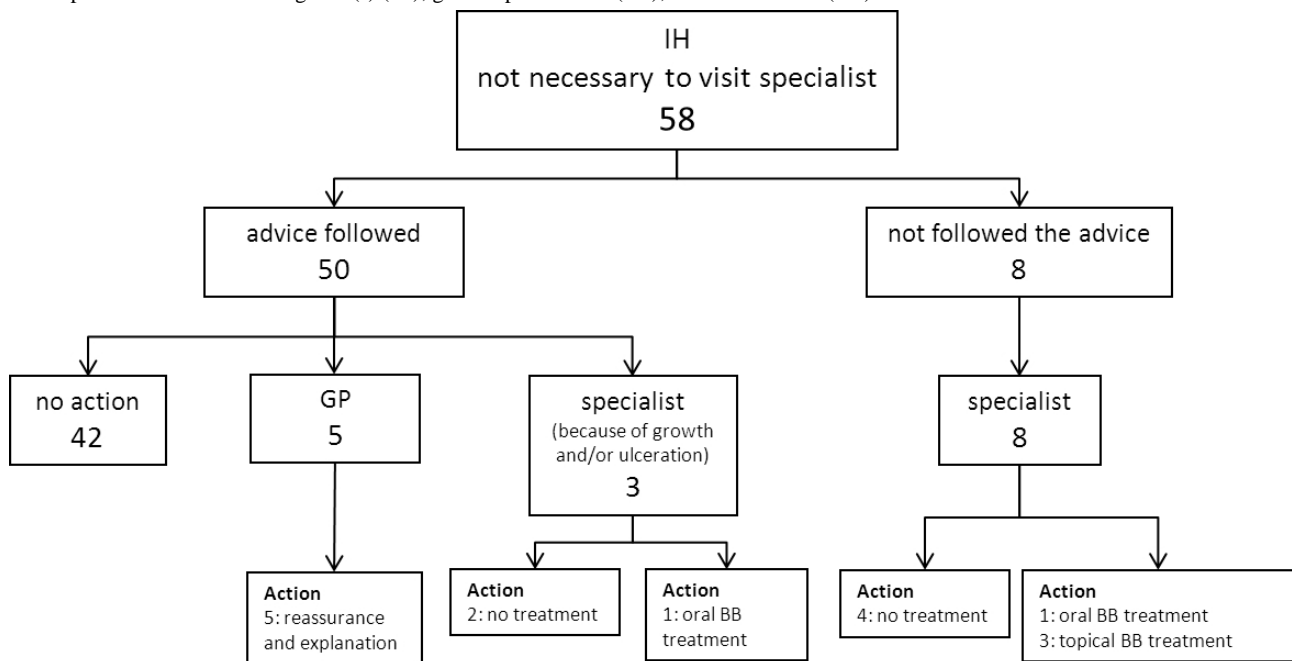 IH
not necessary to visit specialist
58
advice followed
50
not followed the advice
8
no action
42
GP
5
specialist
(because of growth
and/or ulceration)
3
specialist
8
Action
5: reassurance
and explanation
Action
2: no treatment
Action
1: oral BB
treatment
Action
4: no treatment
Action
1: oral BB treatment
3: topical BB treatment